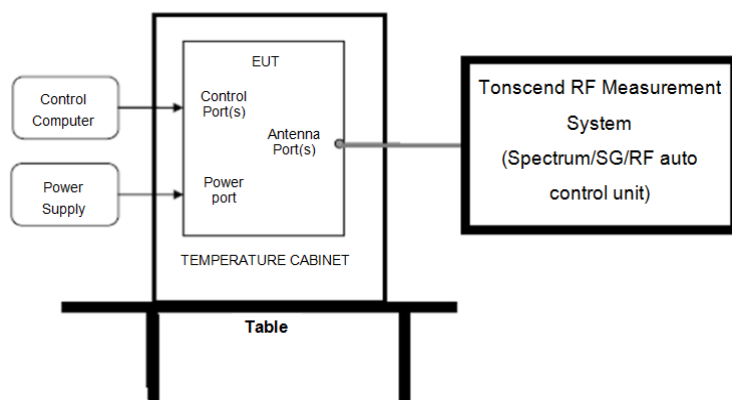 Control
Computer
Power
Supply
EUT
Control
Port(s)
Antenna
Port(s)
Power
port
TEMPERATURE CABINET
Table
Tonscend RF Measurement
System
(Spectrum/SG/RF auto
control unit)